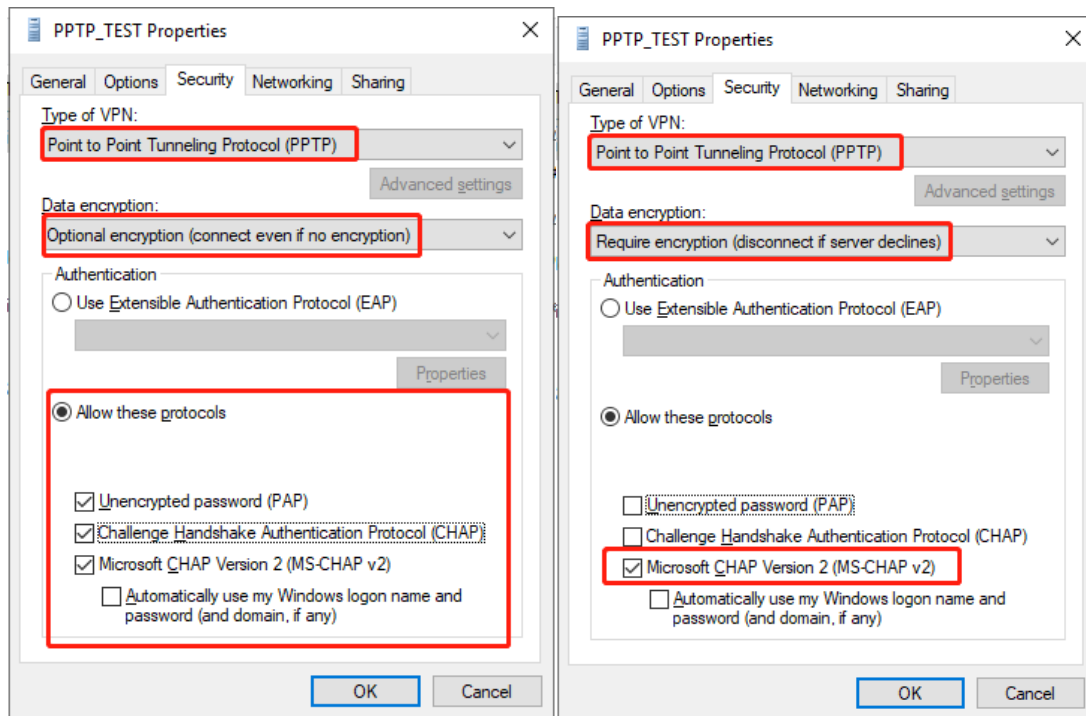 PPTP_TEST Properties
General Options Security Networking Sharing
Type of VPN:
Point to Point Tunneling Protocol (PPTP)
Advanced settings
Data encryption:
Optional encryption (connect even if no encryption)
Authentication
Use Extensible Authentication Protocol (EAP)
Properties
Allow these protocols
Unencrypted password (PAP)
Challenge Handshake Authentication Protocol (CHAP)
Microsoft CHAP Version 2 (MS-CHAP v2)
Automatically use my Windows logon name and
password (and domain, if any)
OK Cancel
PPTP_TEST Properties
General Options Security Networking Sharing
Type of VPN:
Point to Point Tunneling Protocol (PPTP)
Advanced settings
Data encryption:
Require encryption (disconnect if server declines)
Authentication
Use Extensible Authentication Protocol (EAP)
Properties
Allow these protocols
Unencrypted password (PAP)
Challenge Handshake Authentication Protocol (CHAP)
Microsoft CHAP Version 2 (MS-CHAP v2)
Automatically use my Windows logon name and
password (and domain, if any)
OK Cancel